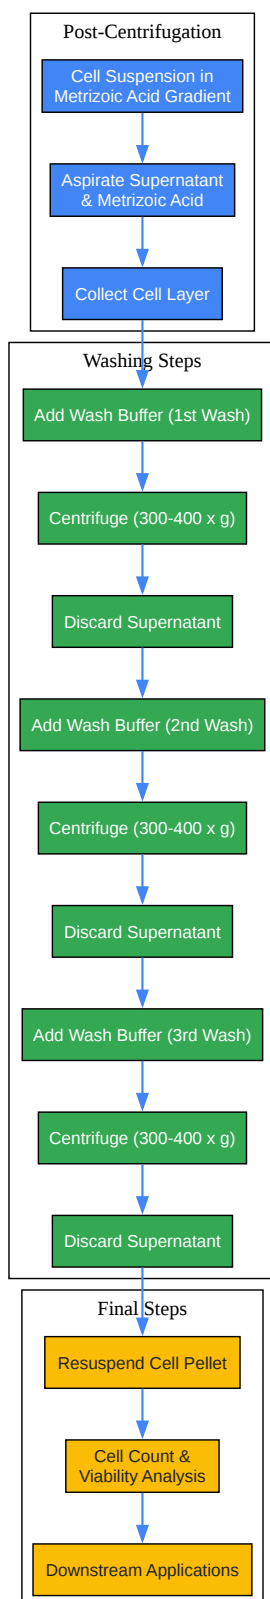 Post-Centrifugation
Cell Suspension in
Metrizoic Acid Gradient
Aspirate Supernatant
& Metrizoic Acid
Collect Cell Layer
Washing Steps
Add Wash Buffer (1st Wash)
Centrifuge (300-400 x g)
Discard Supernatant
Add Wash Buffer (2nd Wash)
Centrifuge (300-400 x g)
Discard Supernatant
Add Wash Buffer (3rd Wash)
Centrifuge (300-400 x g)
Discard Supernatant
Final Steps
Resuspend Cell Pellet
Cell Count &
Viability Analysis
Downstream Applications